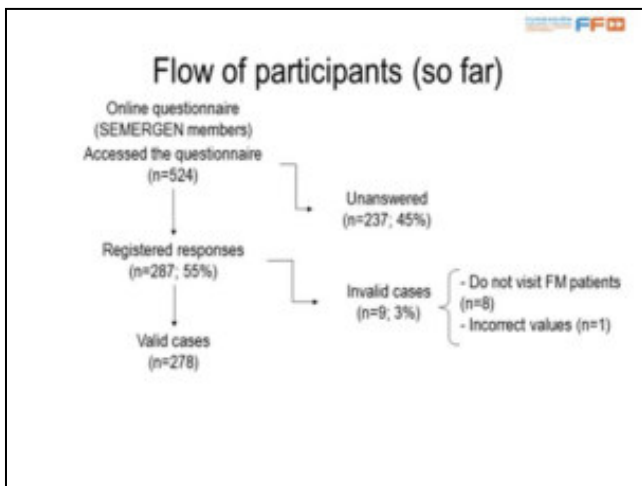 FF
Flow of participants (so far)
Online questionnaire
(SEMERGEN members)
Accessed the questionnaire
(n=524)
Unanswered
(n=237; 45%)
Registered responses
(n=287; 55%)
Invalid cases
(n=9; 3%)
- Do not visit FM patients
(n=8)
- Incorrect values (n=1)
Valid cases
(n=278)